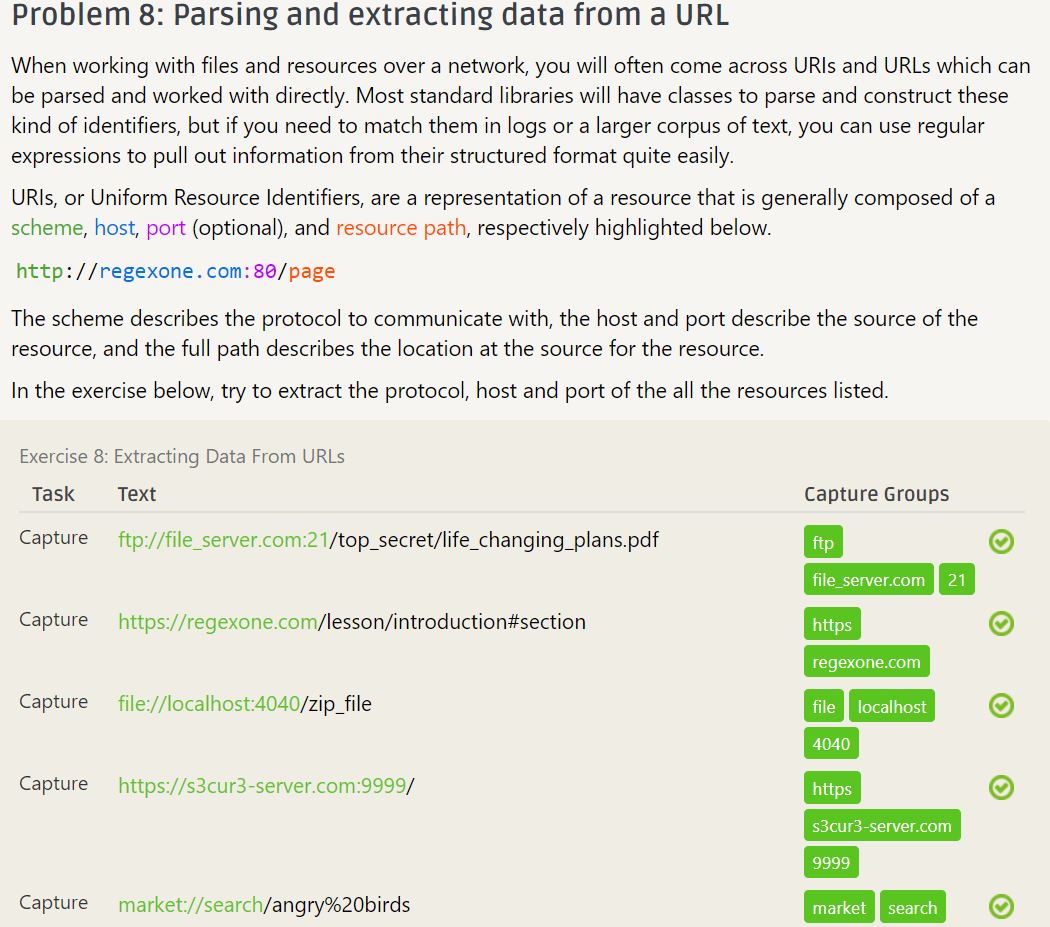 Problem 8: Parsing and extracting data from a URL
When working with files and resources over a network, you will often come across URIs and URLs which can
be parsed and worked with directly. Most standard libraries will have classes to parse and construct these
kind of identifiers, but if you need to match them in logs or a larger corpus of text, you can use regular
expressions to pull out information from their structured format quite easily.
URIs, or Uniform Resource Identifiers, are a representation of a resource that is generally composed of a
scheme, host, port (optional), and resource path, respectively highlighted below.
http://regexone.com:80/page
The scheme describes the protocol to communicate with, the host and port describe the source of the
resource, and the full path describes the location at the source for the resource.
In the exercise below, try to extract the protocol, host and port of the all the resources listed.
Exercise 8: Extracting Data From URLs
Task Text Capture Groups
Capture ftp://file_server.com:21/top_secret/life_changing_plans.pdf ftp
file_server.com 21
Capture https://regexone.com/lesson/introduction#section https
regexone.com
Capture file://localhost:4040/zip_file file localhost
4040
Capture https://s3cur3-server.com:9999/ https
s3cur3-server.com
9999
Capture market://search/angry%20birds market search